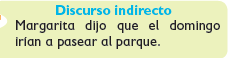 Discurso indirecto
Margarita dijo que el domingo
irían a pasear al parque.